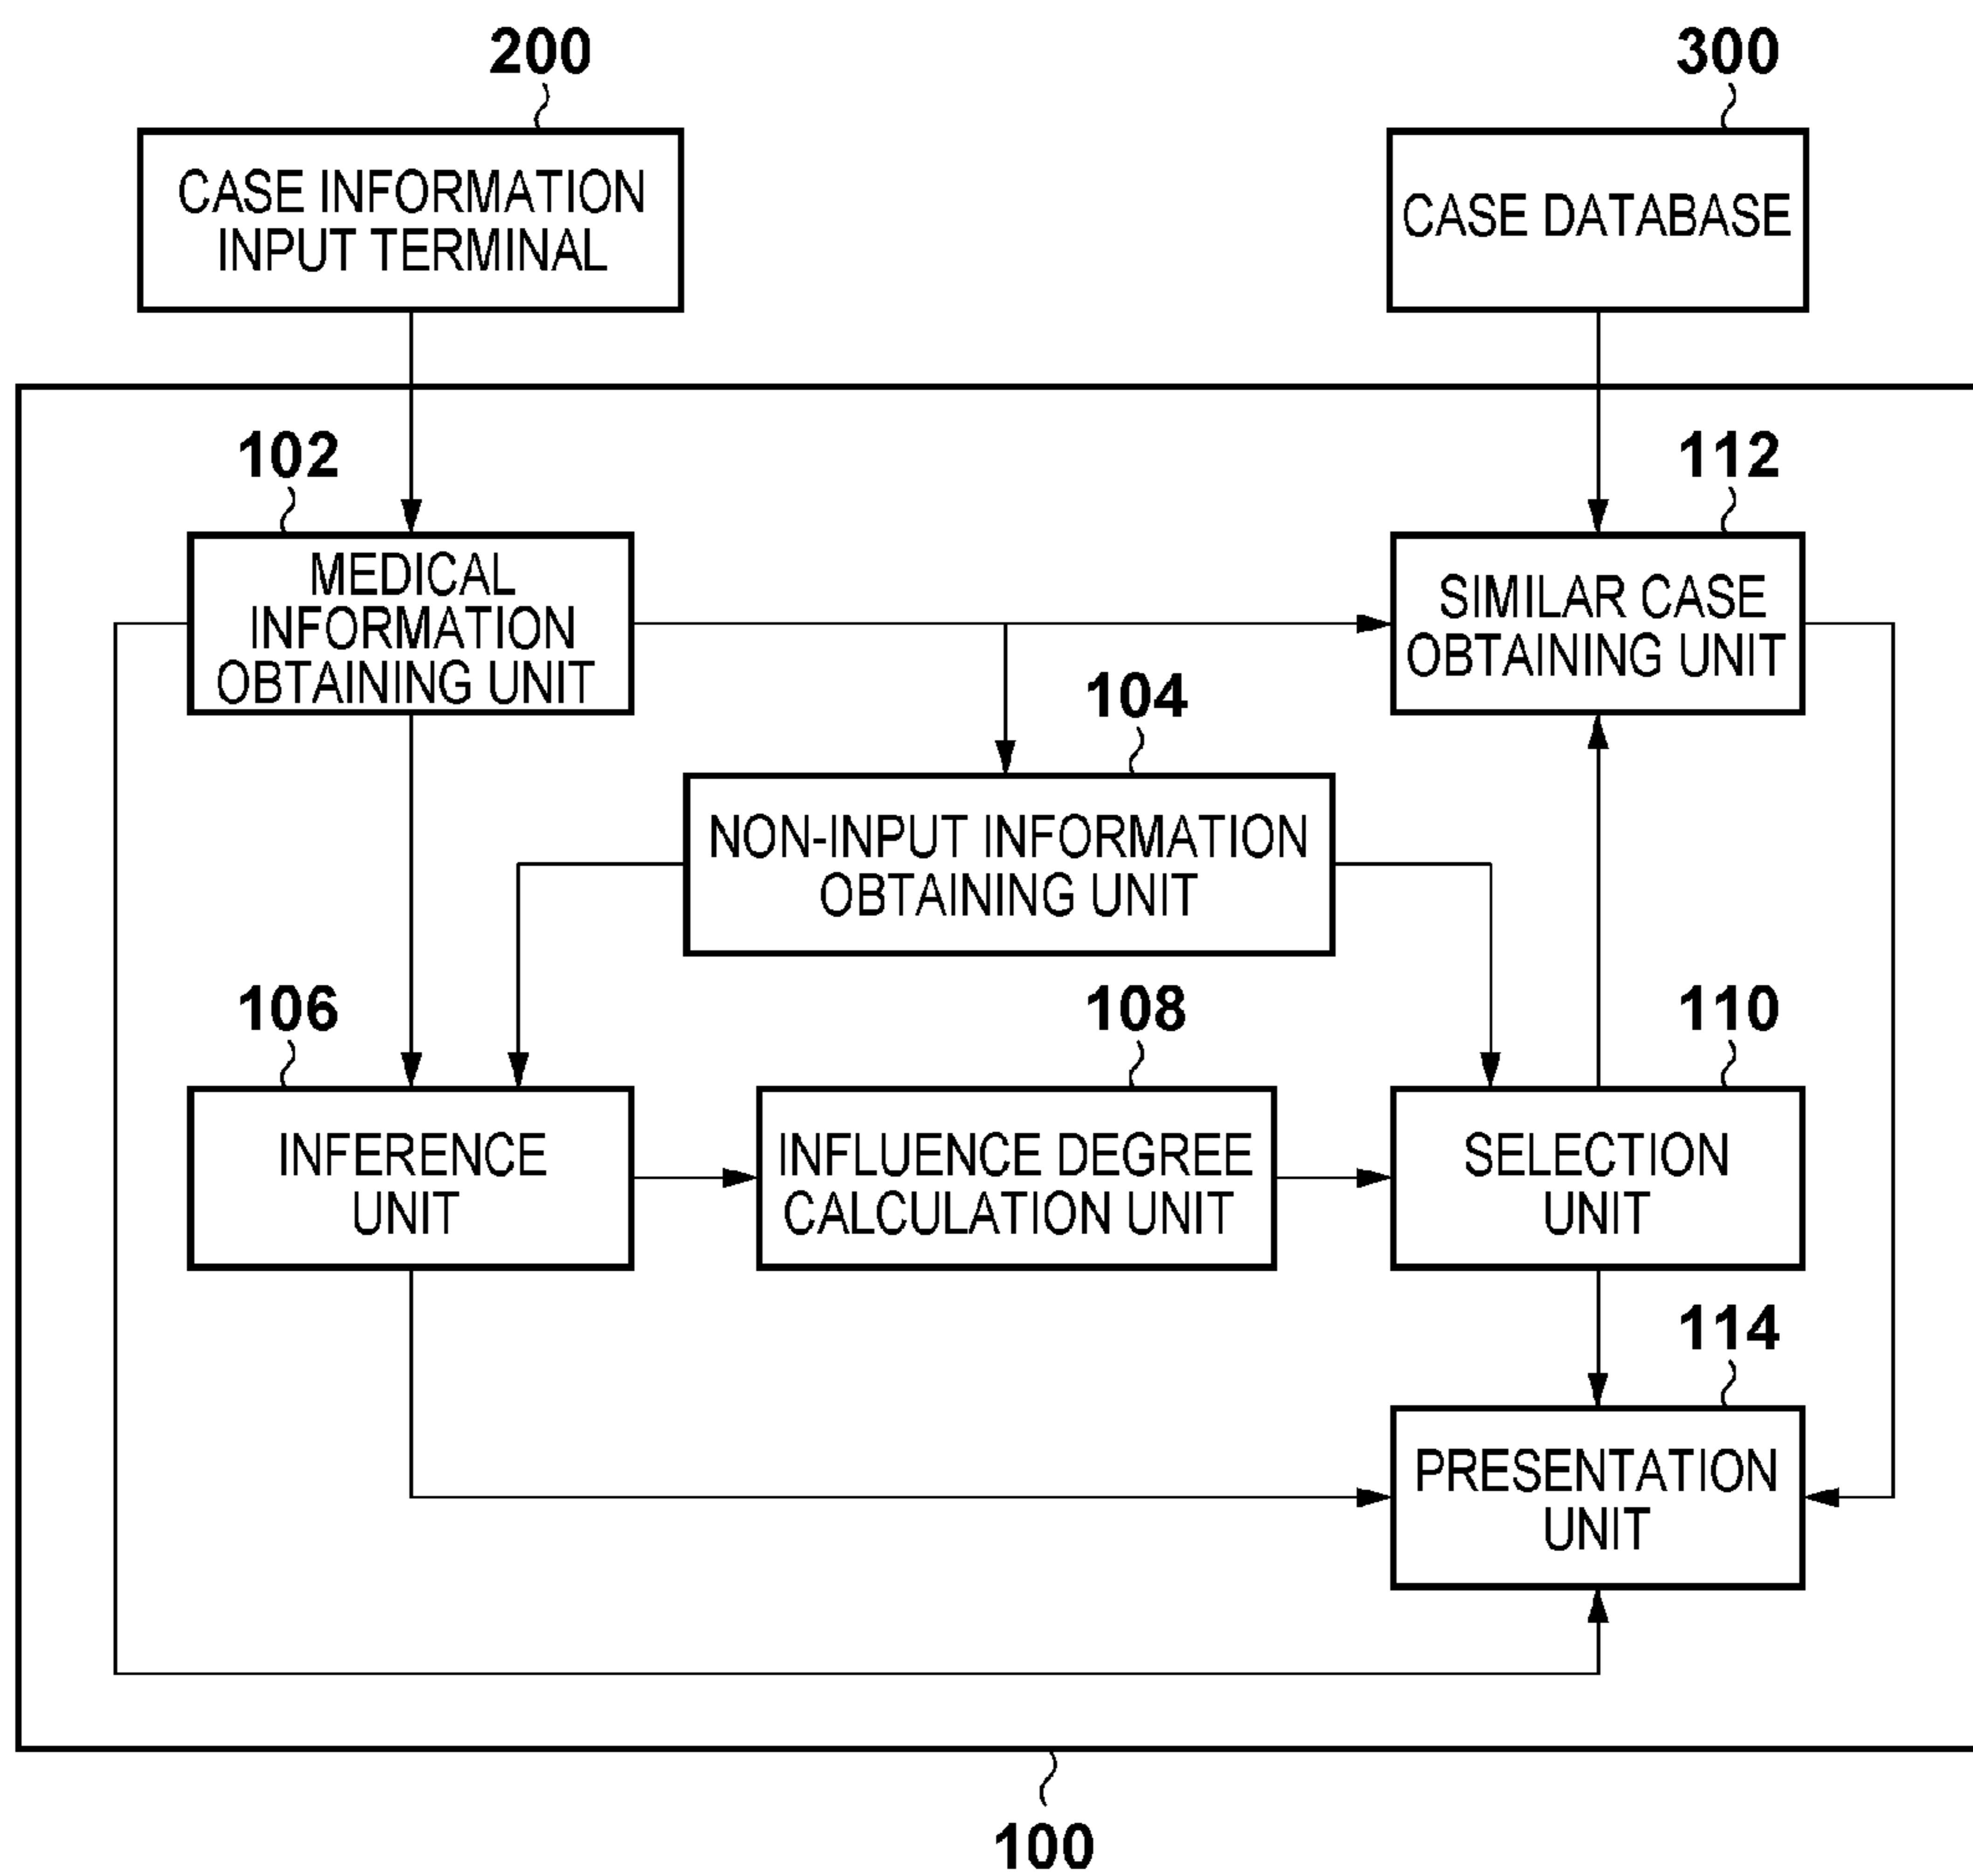 200
300
CASE INFORMATION
INPUT TERMINAL
CASE DATABASE
102
112
MEDICAL
INFORMATION
OBTAINING UNIT
SIMILAR CASE
OBTAINING UNIT
104
NON-INPUT INFORMATION
OBTAINING UNIT
106
108
110
INFERENCE
UNIT
INFLUENCE DEGREE
CALCULATION UNIT
SELECTION
UNIT
114
PRESENTATION
UNIT
100